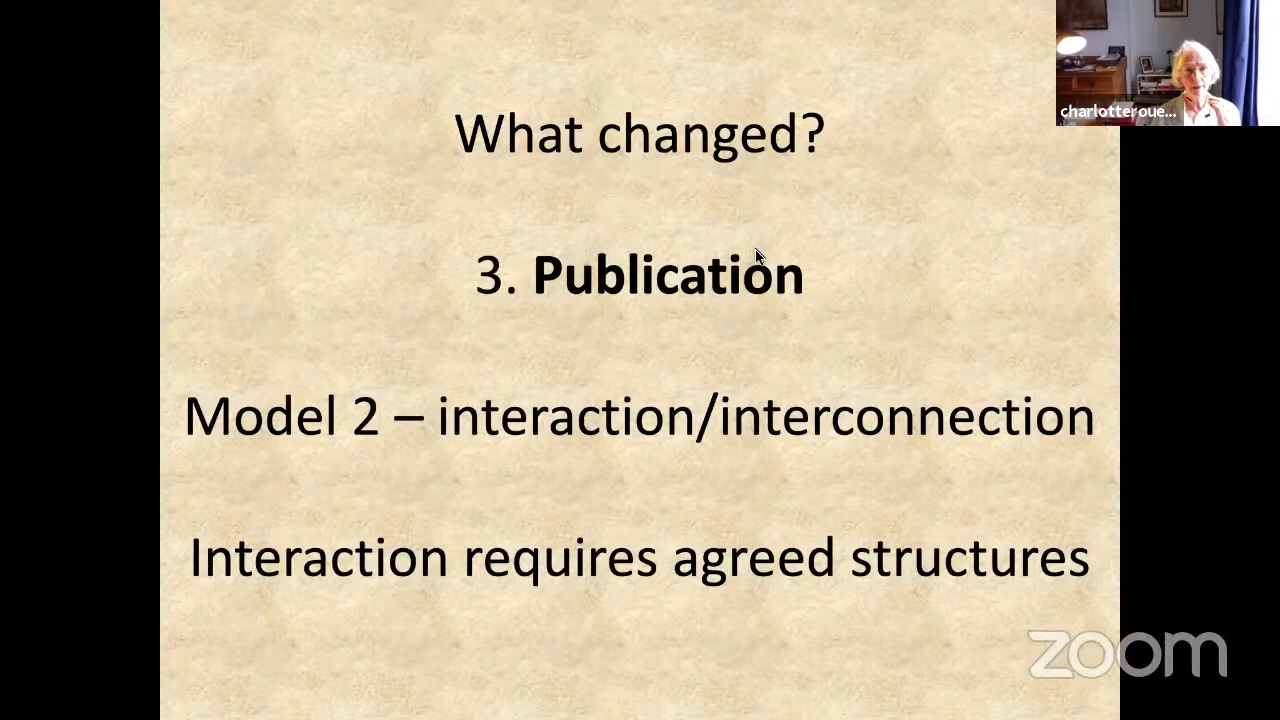 What changed?
charlotteroue...
3. Publication
Model 2 – interaction/interconnection
Interaction requires agreed structures
zoom